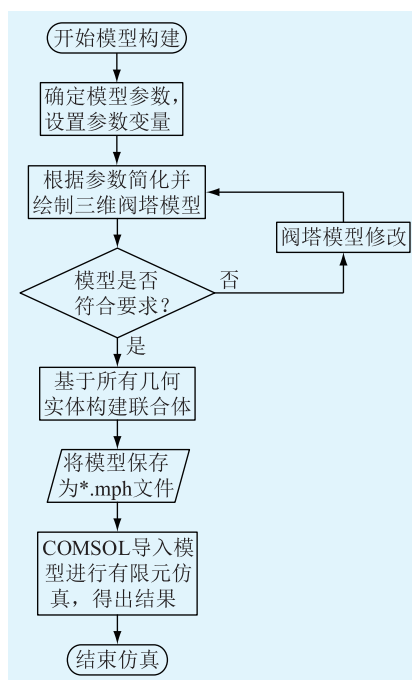 开始模型构建
确定模型参数，
设置参数变量
根据参数简化并
绘制三维阀塔模型
阀塔模型修改
模型是否
符合要求？
否
是
基于所有几何
实体构建联合体
将模型保存
为*.mph文件
COMSOL导入模
型进行有限元仿
真，得出结果
结束仿真